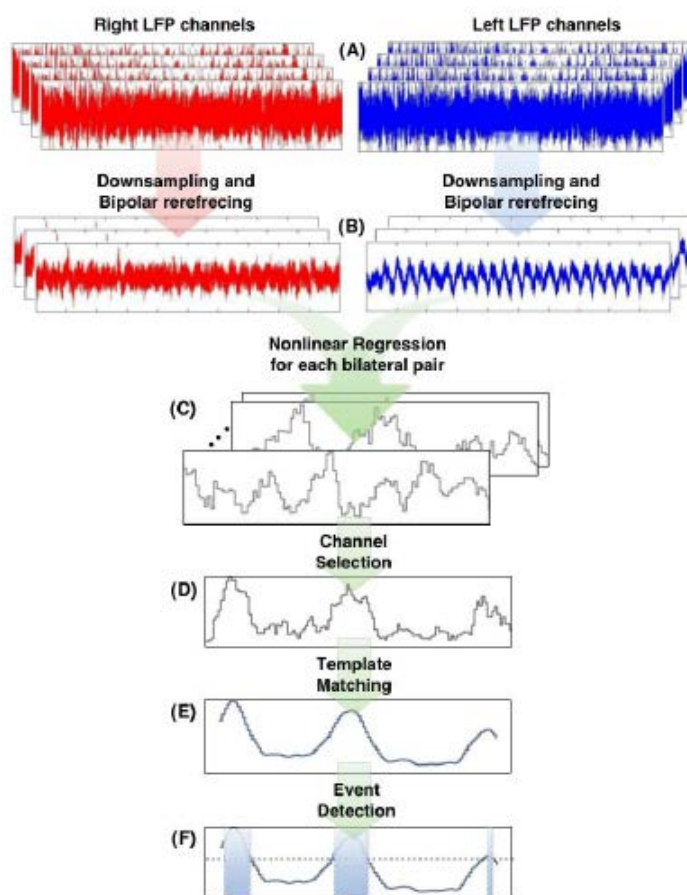 Right LFP channels
Left LFP channels
(A)
Downsampling and
Bipolar rerefrecing
Downsampling and
Bipolar rerefrecing
(B)
Nonlinear Regression
for each bilateral pair
(C)
Channel
Selection
(D)
Template
Matching
(E)
Event
Detection
(F)